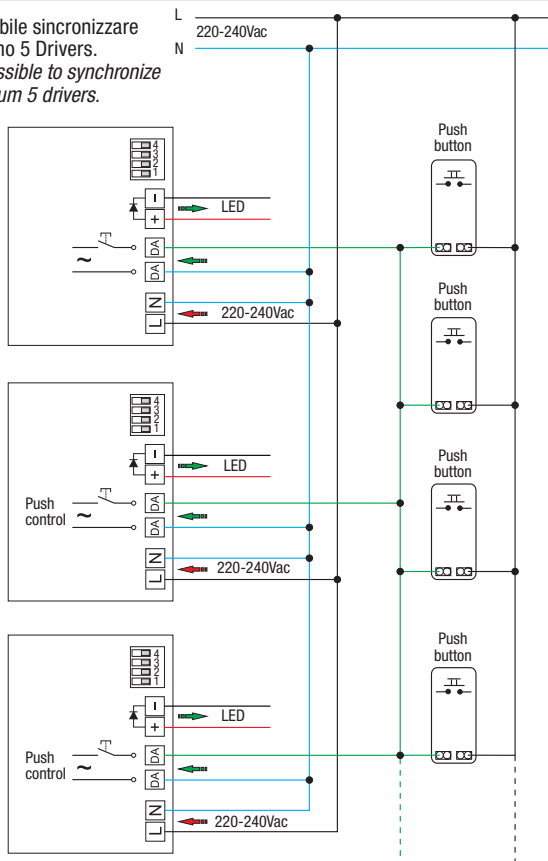 bile sincronizzare
no 5 Drivers.
ssible to synchronize
um 5 drivers.
L
220-240Vac
N
4
3
2
1
−
LED
+
DA
~
DA
N
220-240Vac
L
Push
button
Push
button
4
3
2
1
−
LED
+
Push
control
~
DA
DA
N
220-240Vac
L
Push
button
4
3
2
1
−
LED
+
Push
control
~
DA
DA
N
220-240Vac
L
Push
button